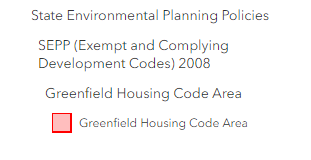 State Environmental Planning Policies
SEPP (Exempt and Complying
Development Codes) 2008
Greenfield Housing Code Area
Greenfield Housing Code Area